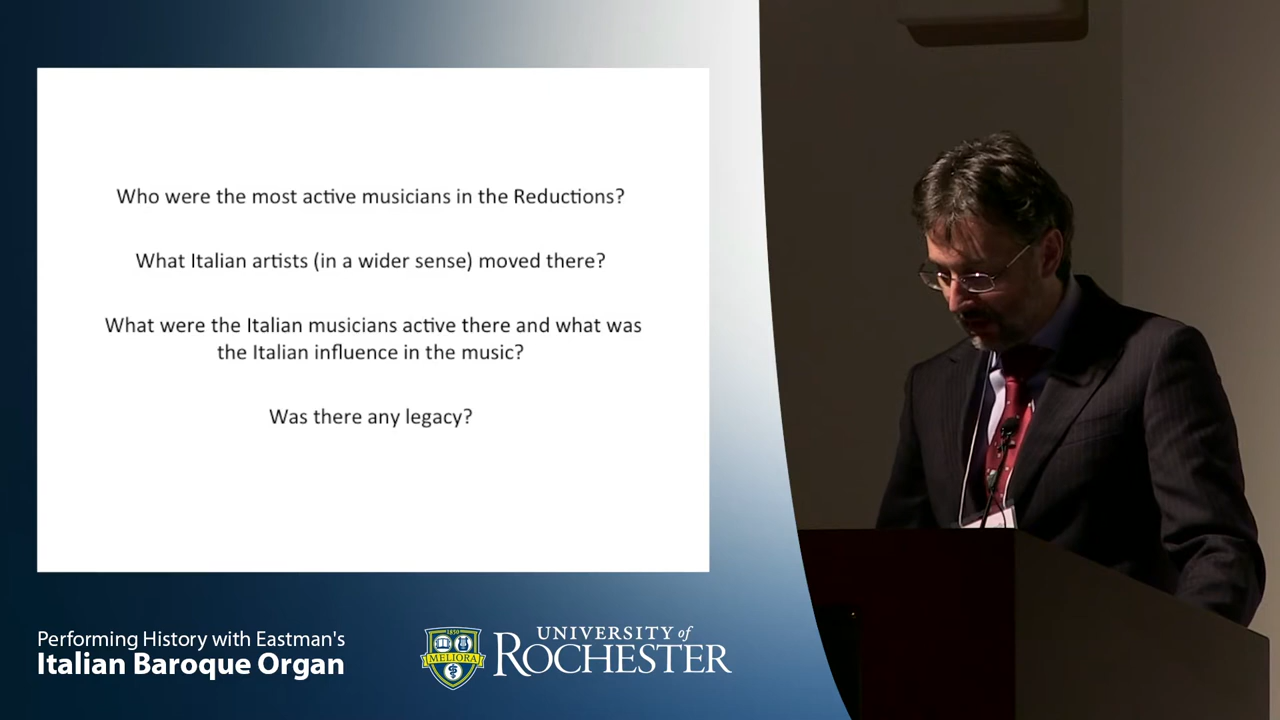 Who were the most active musicians in the Reductions?
What Italian artists (in a wider sense) moved there?
What were the Italian musicians active there and what was
the Italian influence in the music?
Was there any legacy?
Performing History with Eastman's
Italian Baroque Organ
1850
MELIORA
UNIVERSITY of
ROCHESTER